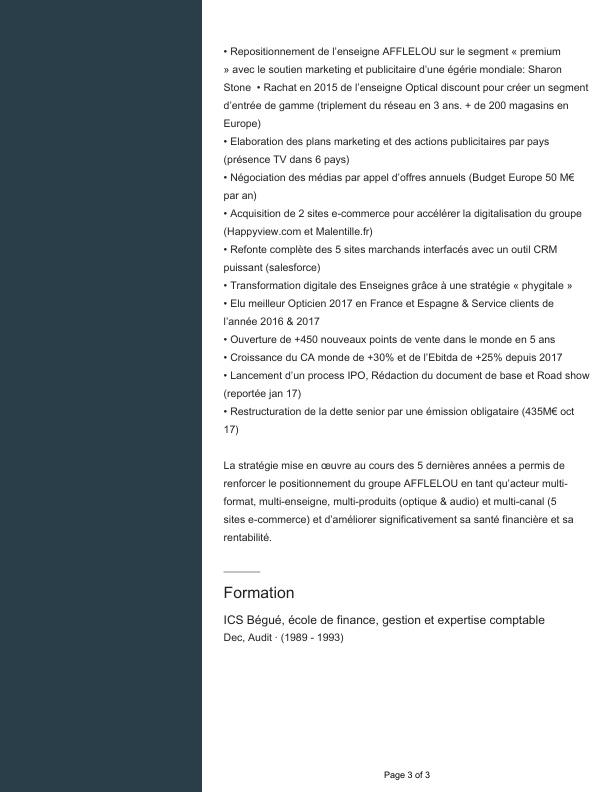 • Repositionnement de l'enseigne AFFLELOU sur le segment « premium
» avec le soutien marketing et publicitaire d'une égérie mondiale: Sharon
Stone • Rachat en 2015 de l'enseigne Optical discount pour créer un segment
d'entrée de gamme (triplement du réseau en 3 ans. + de 200 magasins en
Europe)
• Elaboration des plans marketing et des actions publicitaires par pays
(présence TV dans 6 pays)
• Négociation des médias par appel d'offres annuels (Budget Europe 50 M€
par an)
• Acquisition de 2 sites e-commerce pour accélérer la digitalisation du groupe
(Happyview.com et Malentille.fr)
• Refonte complète des 5 sites marchands interfacés avec un outil CRM
puissant (salesforce)
• Transformation digitale des Enseignes grâce à une stratégie « phygitale »
• Elu meilleur Opticien 2017 en France et Espagne & Service clients de
l'année 2016 & 2017
• Ouverture de +450 nouveaux points de vente dans le monde en 5 ans
• Croissance du CA monde de +30% et de l'Ebitda de +25% depuis 2017
• Lancement d'un process IPO, Rédaction du document de base et Road show
(reportée jan 17)
• Restructuration de la dette senior par une émission obligataire (435M€ oct
17)
La stratégie mise en œuvre au cours des 5 dernières années a permis de
renforcer le positionnement du groupe AFFLELOU en tant qu'acteur multi-
format, multi-enseigne, multi-produits (optique & audio) et multi-canal (5
sites e-commerce) et d'améliorer significativement sa santé financière et sa
rentabilité.
Formation
ICS Bégué, école de finance, gestion et expertise comptable
Dec, Audit · (1989 - 1993)
Page 3 of 3